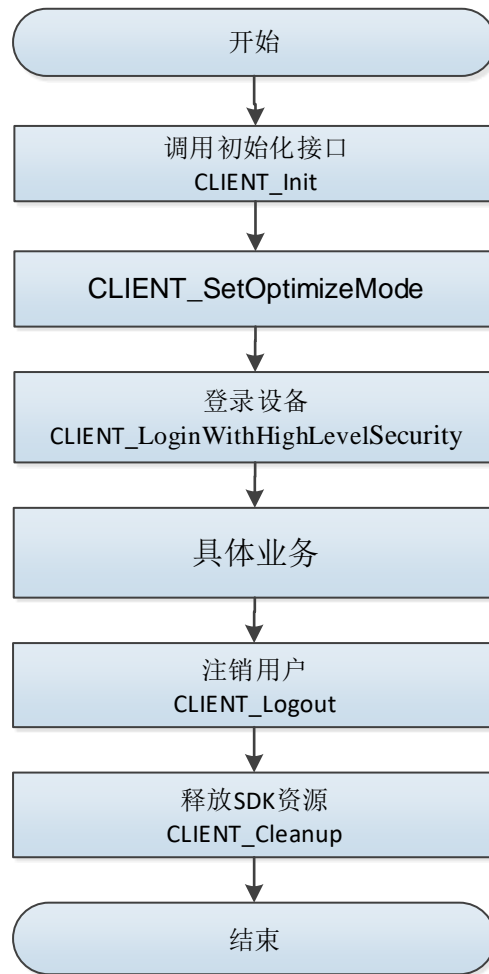 开始
调用初始化接口
CLIENT_Init
CLIENT_SetOptimizeMode
登录设备
CLIENT_LoginWithHighLevelSecurity
具体业务
注销用户
CLIENT_Logout
释放SDK资源
CLIENT_Cleanup
结束